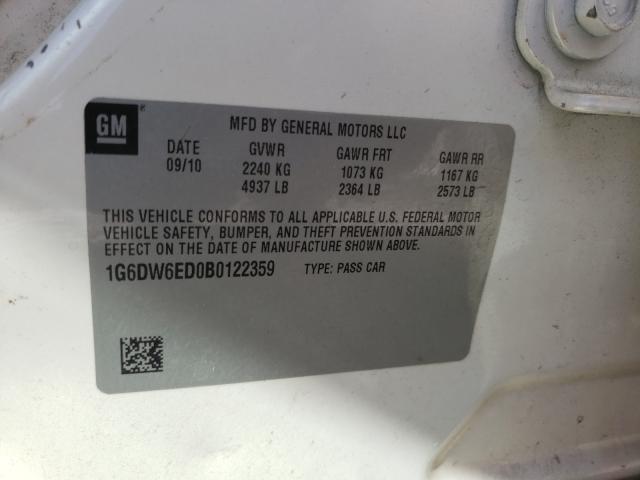 GM ®
MFD BY GENERAL MOTORS LLC
DATE GVWR GAWR FRT GAWR RR
09/10 2240 KG 1073 KG 1167 KG
4937 LB 2364 LB 2573 LB
THIS VEHICLE CONFORMS TO ALL APPLICABLE U.S. FEDERAL MOTOR
VEHICLE SAFETY, BUMPER, AND THEFT PREVENTION STANDARDS IN
EFFECT ON THE DATE OF MANUFACTURE SHOWN ABOVE.
1G6DW6ED0B0122359 TYPE: PASS CAR